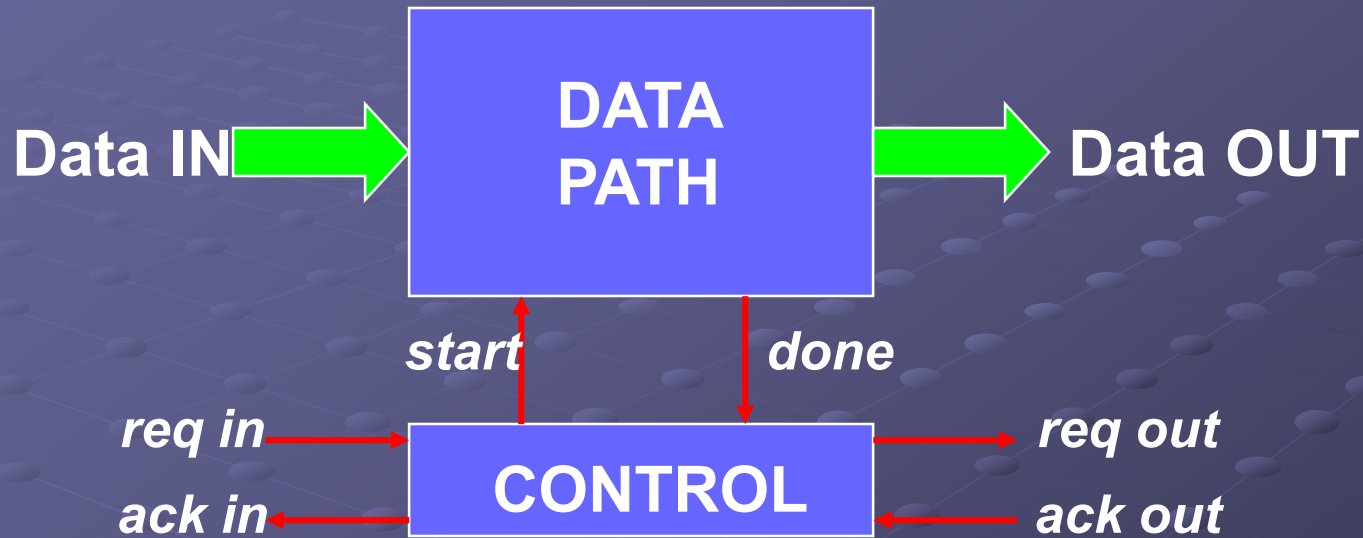 DATA
PATH
Data IN
Data OUT
start
done
req in
req out
CONTROL
ack in
ack out